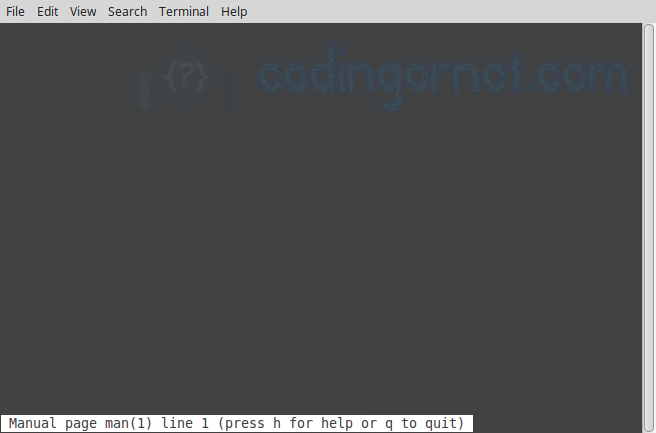 File Edit View Search Terminal Help
{?} codingornot.com
Manual page man(1) line 1 (press h for help or q to quit)